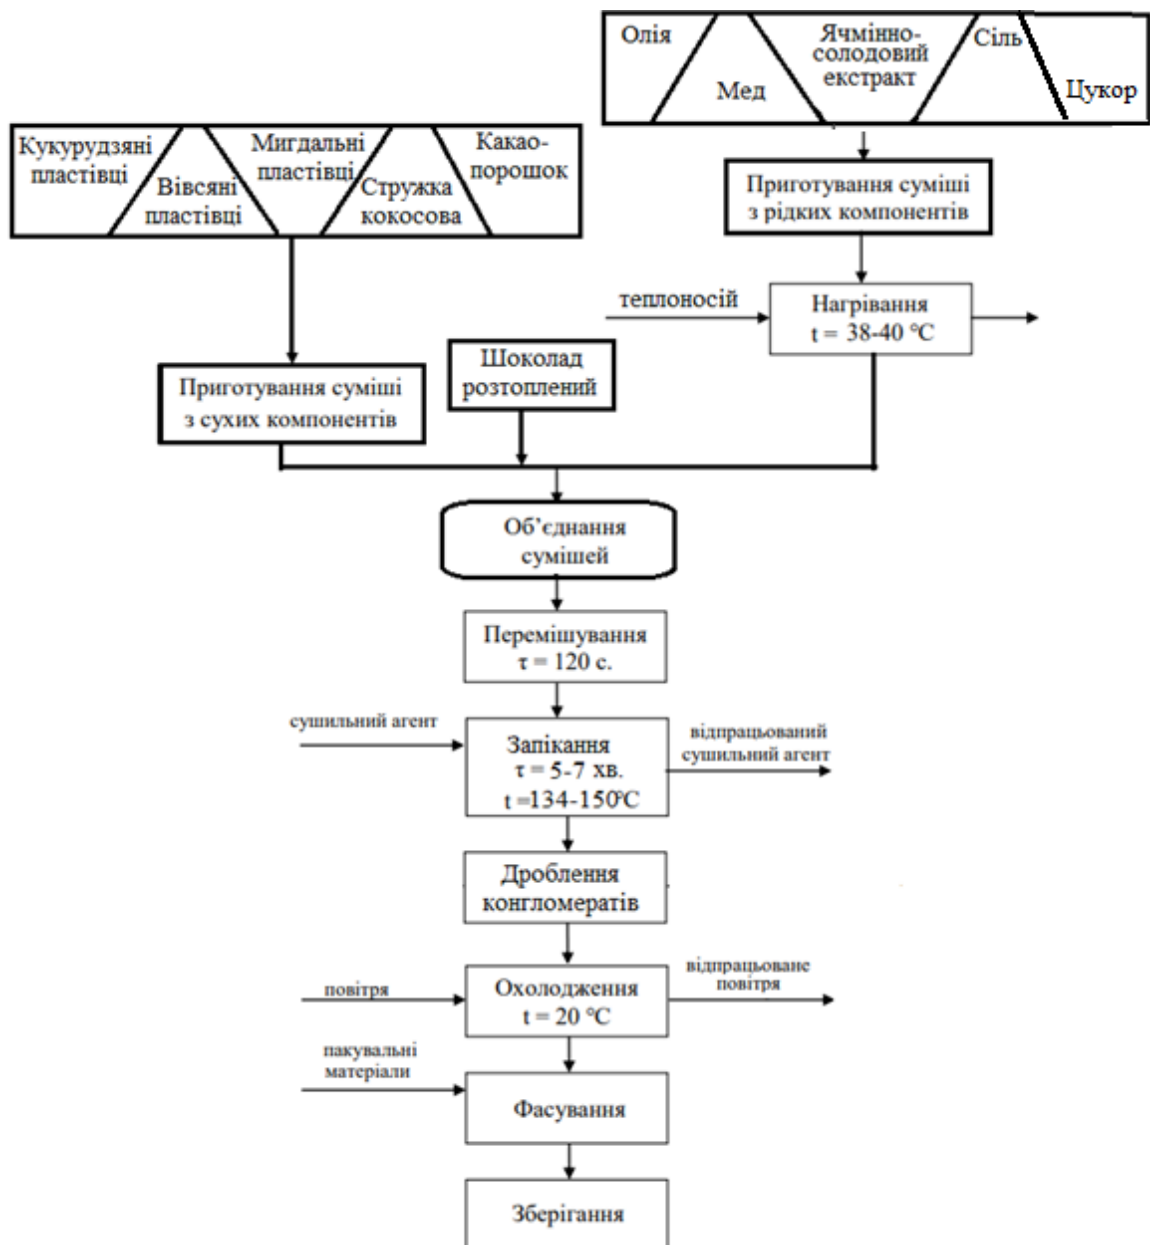 Олія
Мед
Ячмінно-
солодовий
екстракт
Сіль
Цукор
Кукурудзяні
пластівці
Вівсяні
пластівці
Мигдальні
пластівці
Стружка
кокосова
Какао-
порошок
Приготування суміші
з рідких компонентів
теплоносій
Нагрівання
t = 38-40 °C
Шоколад
розтоплений
Приготування суміші
з сухих компонентів
Об’єднання
сумішей
Перемішування
τ = 120 с.
сушильний агент
Запікання
τ = 5-7 хв.
t =134-150°C
відпрацьований
сушильний агент
Дроблення
конгломератів
повітря
Охолодження
t = 20 °C
відпрацьоване
повітря
пакувальні
матеріали
Фасування
Зберігання